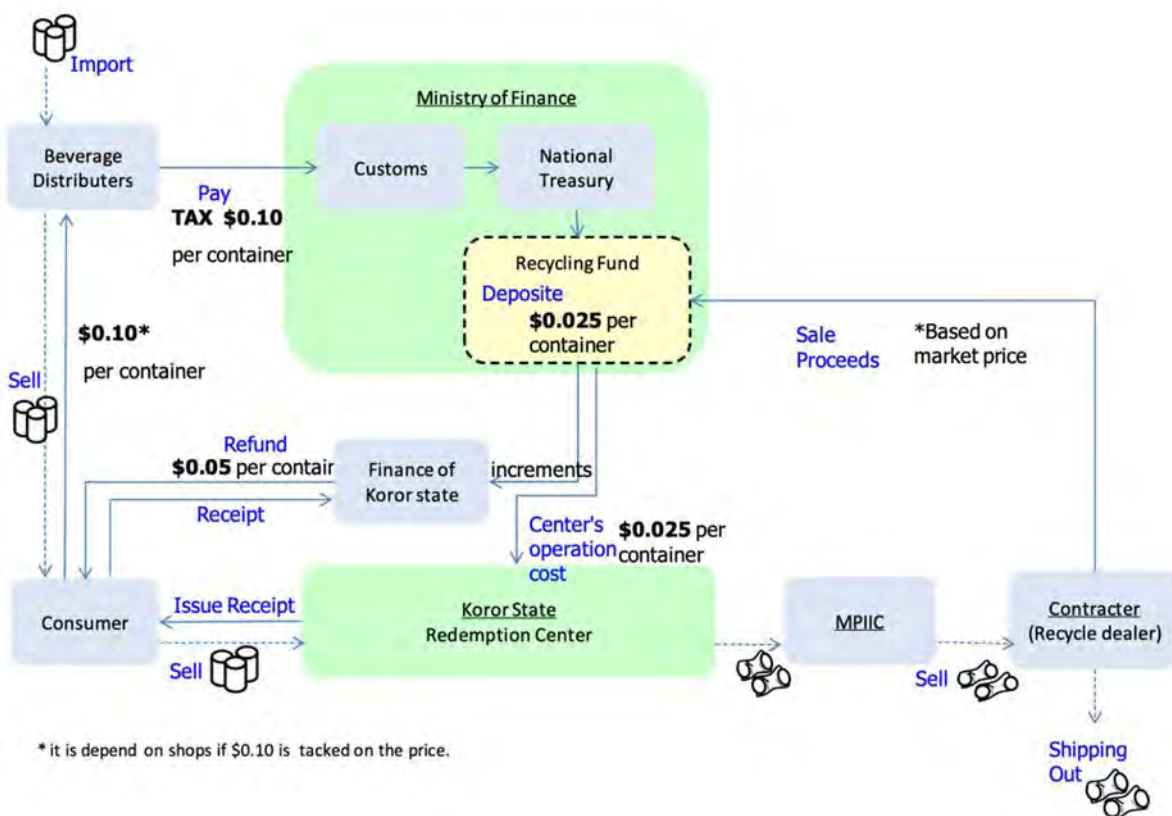 Import
Ministry of Finance
Beverage
Distributers
Customs
National
Treasury
Pay
TAX $0.10
per container
Recycling Fund
Deposite
$0.025 per
container
$0.10*
per container
Sale
Proceeds
*Based on
market price
Sell
Refund
$0.05 per contain
Finance of
Koror state
increments
Receipt
Center's
operation
cost
$0.025 per
container
Consumer
Issue Receipt
Sell
Koror State
Redemption Center
MPIIC
Sell
Contracter
(Recycle dealer)
* it is depend on shops if $0.10 is tacked on the price.
Shipping
Out